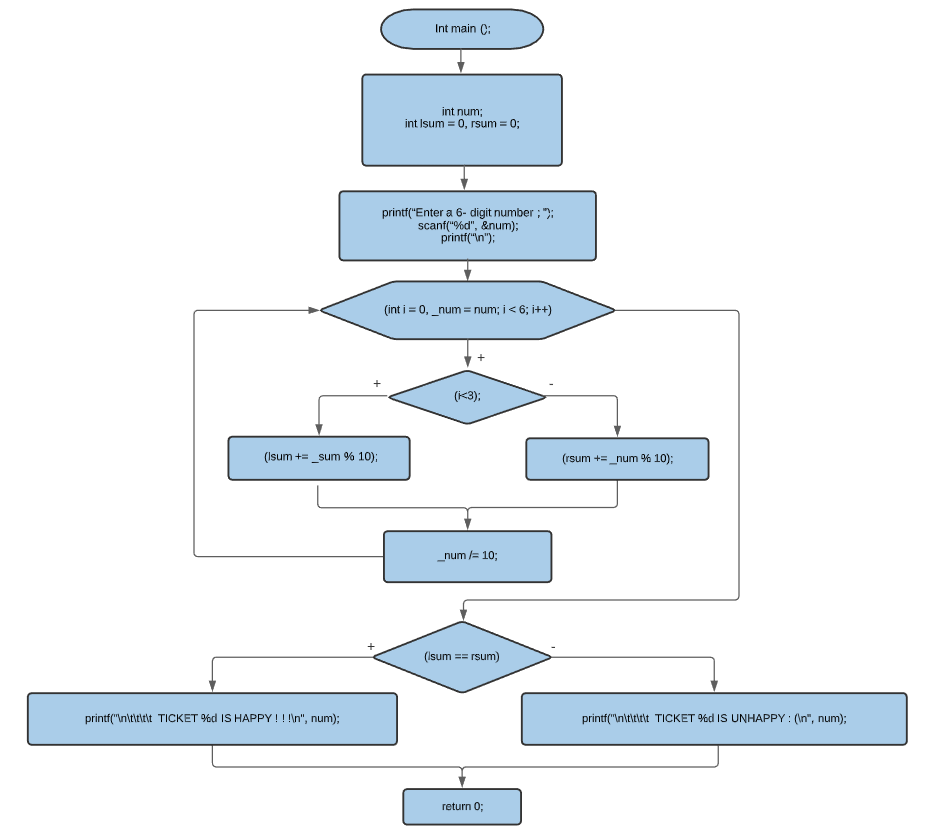 Int main ();
int num;
int lsum = 0, rsum = 0;
printf(“Enter a 6- digit number ; ”);
scanf(“%d”, &num);
printf(“\n”);
(int i = 0, _num = num; i < 6; i++)
+
+
-
(i<3);
(lsum += _sum % 10);
(rsum += _num % 10);
_num /= 10;
+
-
(lsum == rsum)
printf("\n\t\t\t\t  TICKET %d IS HAPPY ! ! !\n", num);
printf("\n\t\t\t\t  TICKET %d IS UNHAPPY : (\n", num);
return 0;